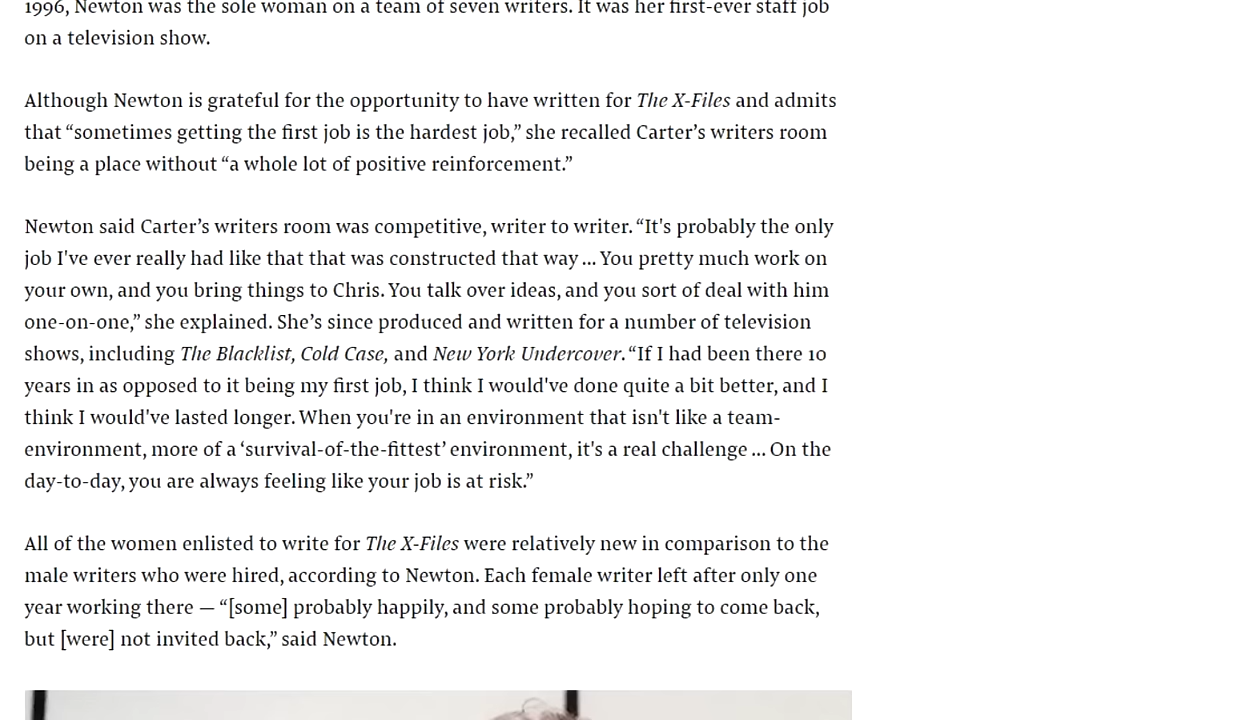 1996, Newton was the sole woman on a team of seven writers. It was her first-ever staff job
on a television show.
Although Newton is grateful for the opportunity to have written for The X-Files and admits
that “sometimes getting the first job is the hardest job,” she recalled Carter’s writers room
being a place without “a whole lot of positive reinforcement.”
Newton said Carter’s writers room was competitive, writer to writer. “It's probably the only
job I've ever really had like that that was constructed that way ... You pretty much work on
your own, and you bring things to Chris. You talk over ideas, and you sort of deal with him
one-on-one,” she explained. She’s since produced and written for a number of television
shows, including The Blacklist, Cold Case, and New York Undercover. “If I had been there 10
years in as opposed to it being my first job, I think I would've done quite a bit better, and I
think I would've lasted longer. When you're in an environment that isn't like a team-
environment, more of a ‘survival-of-the-fittest’ environment, it's a real challenge ... On the
day-to-day, you are always feeling like your job is at risk.”
All of the women enlisted to write for The X-Files were relatively new in comparison to the
male writers who were hired, according to Newton. Each female writer left after only one
year working there — “[some] probably happily, and some probably hoping to come back,
but [were] not invited back,” said Newton.